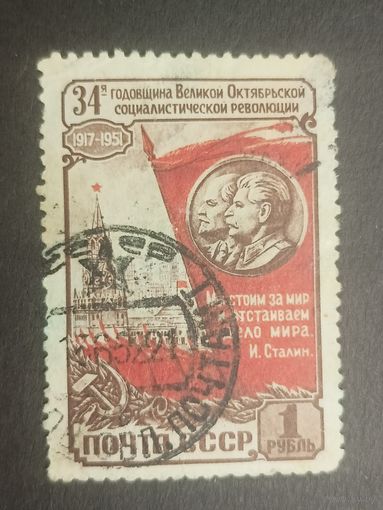 34я годовщина Великой Октябрьской
социалистической революции
1917-1951
стоим за мир
отстаиваем
дело мира.
И. Сталин.
ПОЧТА СССР
1
РУБЛЬ